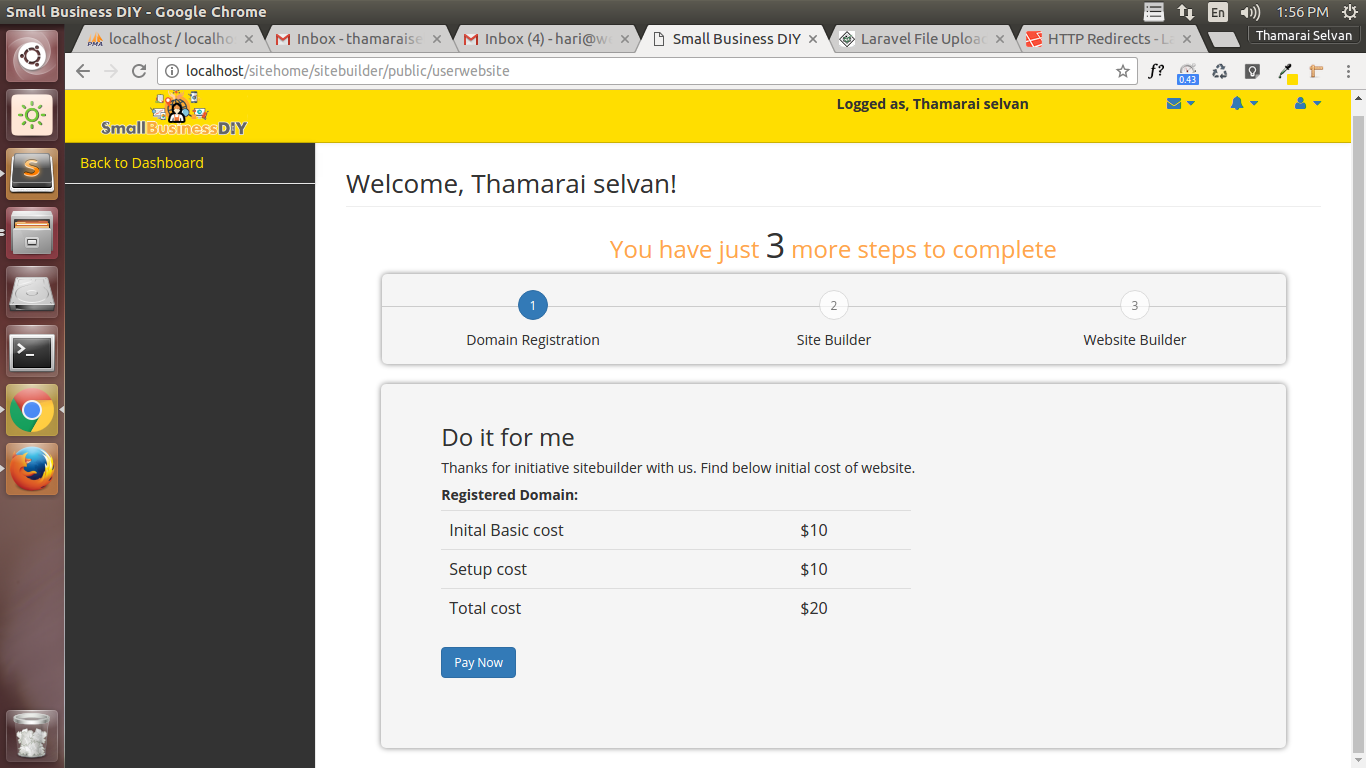 Small Business DIY - Google Chrome
En
1:56 PM
localhost / localho
Inbox - thamaraise
Inbox (4) - hari@we
Small Business DIY
Laravel File Uploac
HTTP Redirects - La
Thamarai Selvan
localhost/sitehome/sitebuilder/public/userwebsite
f?
0.43
SmallBusinessDIY
Logged as, Thamarai selvan
Back to Dashboard
Welcome, Thamarai selvan!
You have just 3 more steps to complete
1
2
3
Domain Registration
Site Builder
Website Builder
Do it for me
Thanks for initiative sitebuilder with us. Find below initial cost of website.
Registered Domain:
Inital Basic cost $10
Setup cost $10
Total cost $20
Pay Now